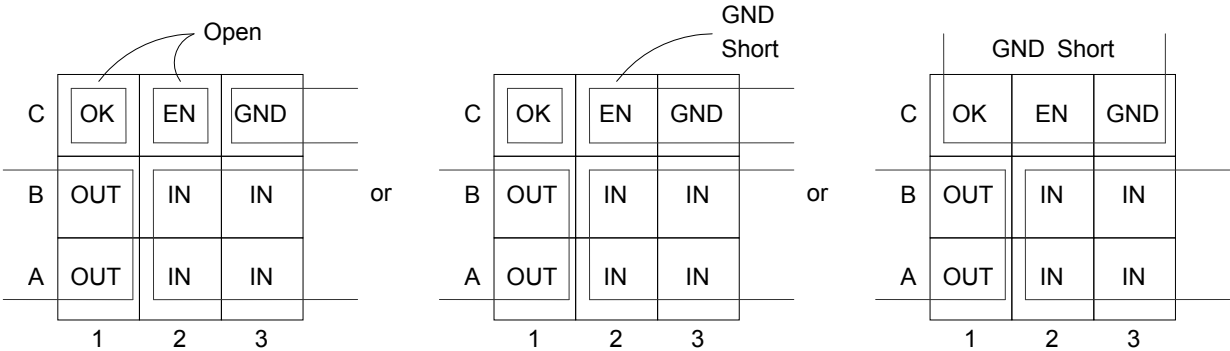 Open
C OK EN GND
B OUT IN IN
A OUT IN IN
1 2 3
or
GND
Short
C OK EN GND
B OUT IN IN
A OUT IN IN
1 2 3
or
GND Short
C OK EN GND
B OUT IN IN
A OUT IN IN
1 2 3